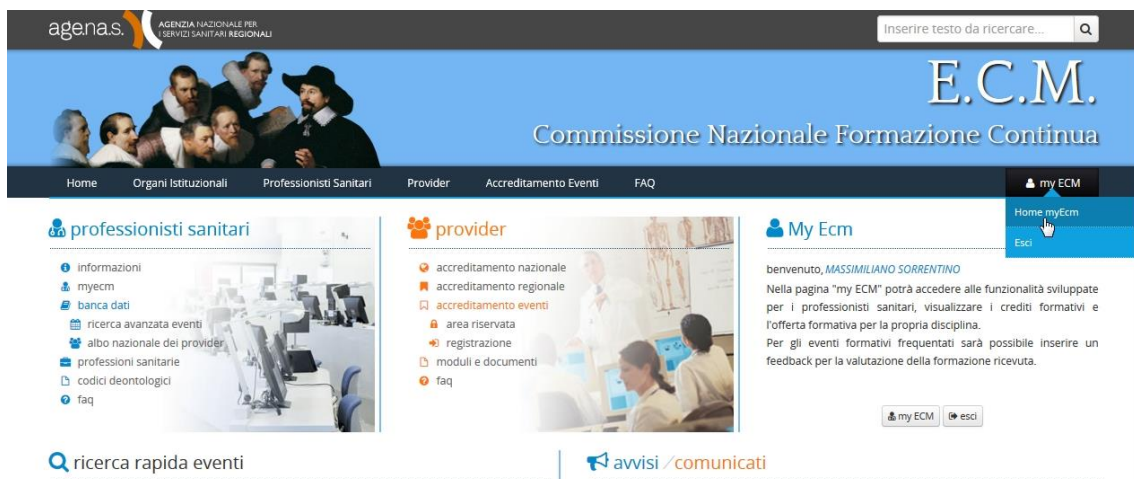 age.na.s.
AGENZIA NAZIONALE PER
I SERVIZI SANITARI REGIONALI
Inserire testo da ricercare...
E.C.M.
Commissione Nazionale Formazione Continua
Home Organi Istituzionali Professionisti Sanitari Provider Accreditamento Eventi FAQ my ECM
Home myEcm
Esci
professionisti sanitari
informazioni
myecm
banca dati
ricerca avanzata eventi
albo nazionale dei provider
professioni sanitarie
codici deontologici
faq
provider
accreditamento nazionale
accreditamento regionale
accreditamento eventi
area riservata
registrazione
moduli e documenti
faq
My Ecm
benvenuto, MASSIMILIANO SORRENTINO
Nella pagina "my ECM" potrà accedere alle funzionalità sviluppate
per i professionisti sanitari, visualizzare i crediti formativi e
l'offerta formativa per la propria disciplina.
Per gli eventi formativi frequentati sarà possibile inserire un
feedback per la valutazione della formazione ricevuta.
my ECM esci
ricerca rapida eventi
avvisi /comunicati